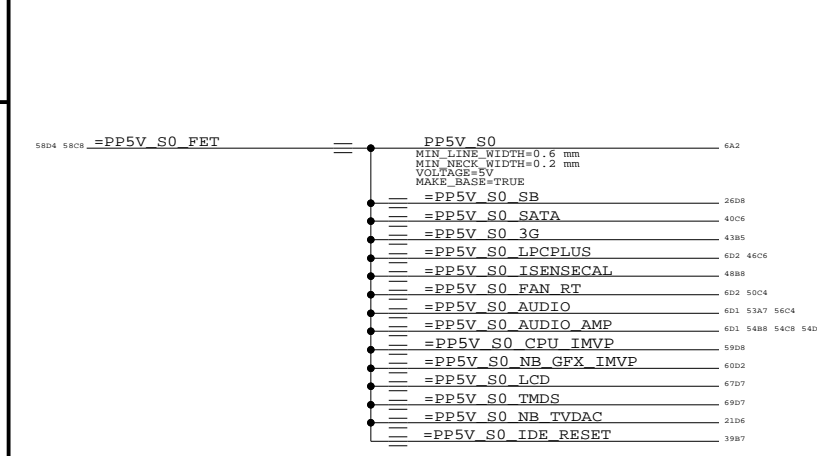 58D4 58C8 =PP5V_S0_FET PP5V_S0 6A2
MIN_LINE_WIDTH=0.6 mm
MIN_NECK_WIDTH=0.2 mm
VOLTAGE=5V
MAKE_BASE=TRUE
=PP5V_S0_SB 26D8
=PP5V_S0_SATA 40C6
=PP5V_S0_3G 43B5
=PP5V_S0_LPCPLUS 6D2 46C6
=PP5V_S0_ISENSECAL 48B8
=PP5V_S0_FAN_RT 6D2 50C4
=PP5V_S0_AUDIO 6D1 53A7 56C4
=PP5V_S0_AUDIO_AMP 6D1 54B8 54C8 54D
=PP5V_S0_CPU_IMVP 59D8
=PP5V_S0_NB_GFX_IMVP 60D2
=PP5V_S0_LCD 67D7
=PP5V_S0_TMDS 69D7
=PP5V_S0_NB_TVDAC 21D6
=PP5V_S0_IDE_RESET 39B7